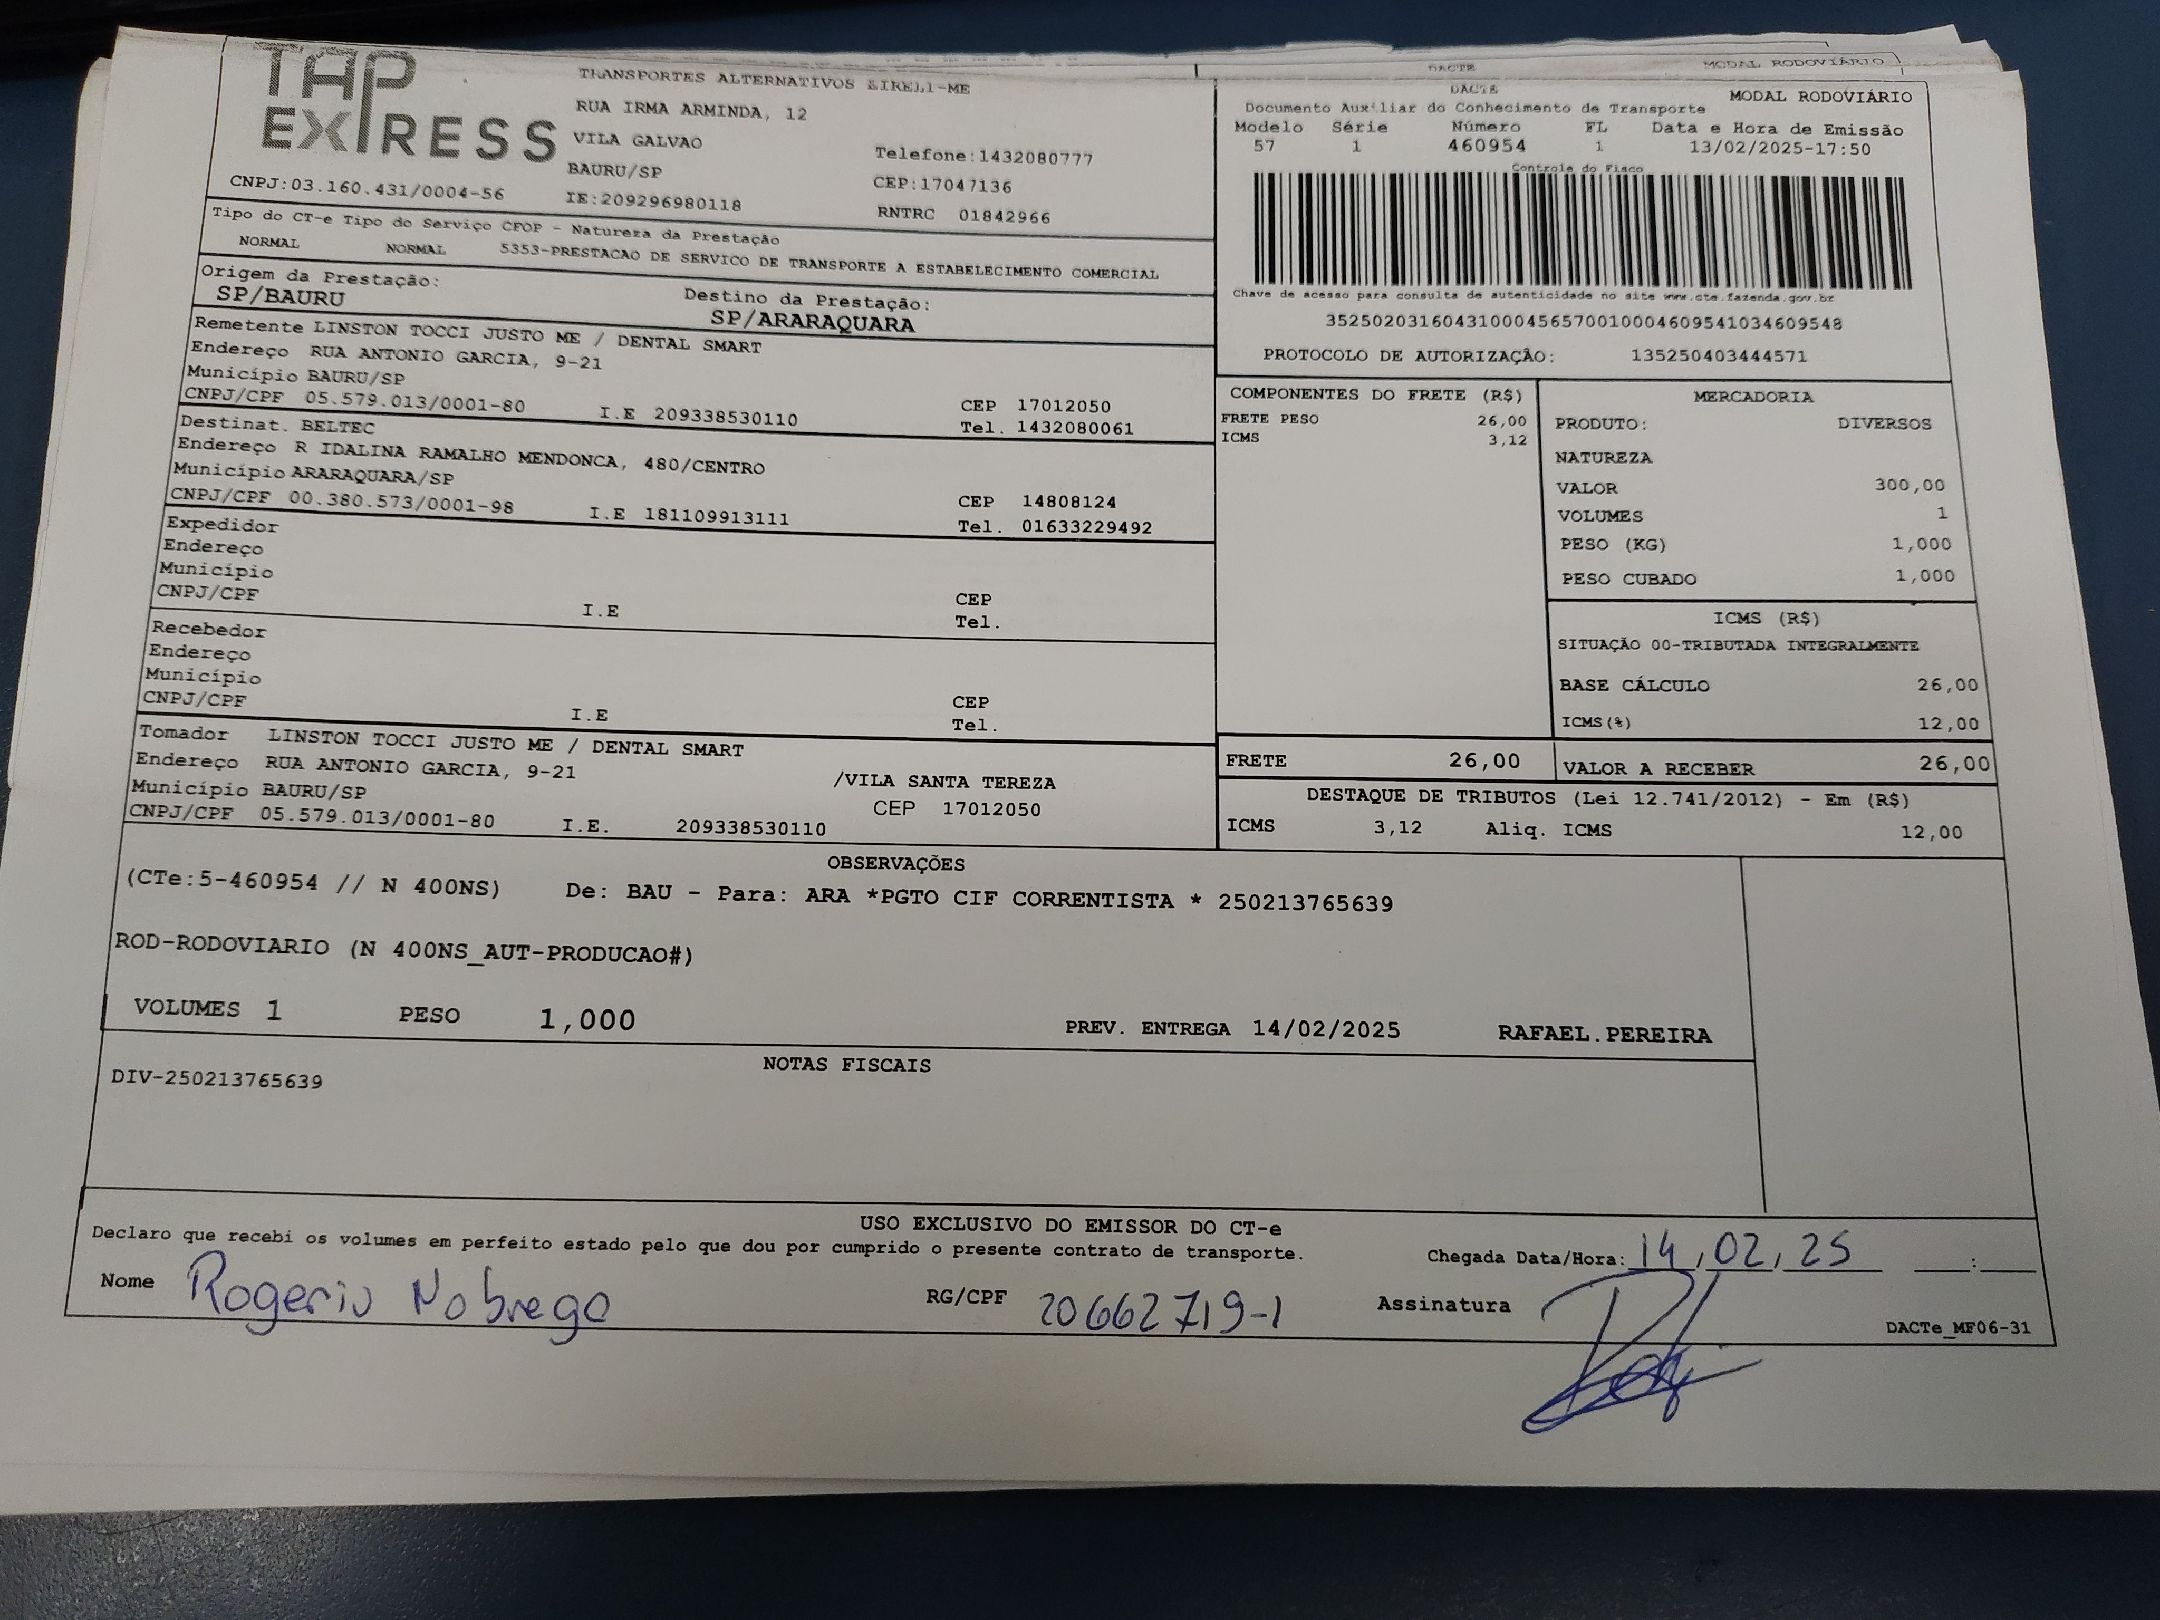 TAP
EXPRESS
CNPJ:03.160.431/0004-56
TRANSPORTES ALTERNATIVOS EIRELI-ME
RUA IRMA ARMINDA, 12
VILA GALVAO
BAURU/SP
IE:209296980118
Telefone:1432080777
CEP:17047136
RNTRC 01842966
DACTE MODAL RODOVIÁRIO
DACTE MODAL RODOVIÁRIO
Documento Auxiliar do Conhecimento de Transporte
Modelo Série Número FL Data e Hora de Emissão
57 1 460954 1 13/02/2025-17:50
Controle do Fisco
Chave de acesso para consulta de autenticidade no site www.cte.fazenda.gov.br
35250203160431000456570010004609541034609548
PROTOCOLO DE AUTORIZAÇÃO: 135250403444571
Tipo do CT-e Tipo do Serviço CFOP - Natureza da Prestação
NORMAL NORMAL 5353-PRESTACAO DE SERVICO DE TRANSPORTE A ESTABELECIMENTO COMERCIAL
Origem da Prestação: Destino da Prestação:
SP/BAURU SP/ARARAQUARA
Remetente LINSTON TOCCI JUSTO ME / DENTAL SMART
Endereço RUA ANTONIO GARCIA, 9-21
Município BAURU/SP CEP 17012050
CNPJ/CPF 05.579.013/0001-80 I.E 209338530110 Tel. 1432080061
Destinat. BELTEC
Endereço R IDALINA RAMALHO MENDONCA, 480/CENTRO
Município ARARAQUARA/SP CEP 14808124
CNPJ/CPF 00.380.573/0001-98 I.E 181109913111 Tel. 01633229492
Expedidor
Endereço
Município CEP
CNPJ/CPF I.E Tel.
Recebedor
Endereço
Município CEP
CNPJ/CPF I.E Tel.
Tomador LINSTON TOCCI JUSTO ME / DENTAL SMART
Endereço RUA ANTONIO GARCIA, 9-21 /VILA SANTA TEREZA
Município BAURU/SP CEP 17012050
CNPJ/CPF 05.579.013/0001-80 I.E. 209338530110
COMPONENTES DO FRETE (R$)
FRETE PESO 26,00
ICMS 3,12
MERCADORIA
PRODUTO: DIVERSOS
NATUREZA
VALOR 300,00
VOLUMES 1
PESO (KG) 1,000
PESO CUBADO 1,000
ICMS (R$)
SITUAÇÃO 00-TRIBUTADA INTEGRALMENTE
BASE CÁLCULO 26,00
ICMS(%) 12,00
FRETE 26,00 VALOR A RECEBER 26,00
DESTAQUE DE TRIBUTOS (Lei 12.741/2012) - Em (R$)
ICMS 3,12 Aliq. ICMS 12,00
OBSERVAÇÕES
(CTe:5-460954 // N 400NS) De: BAU - Para: ARA *PGTO CIF CORRENTISTA * 250213765639
ROD-RODOVIARIO (N 400NS_AUT-PRODUCAO#)
VOLUMES 1 PESO 1,000 PREV. ENTREGA 14/02/2025 RAFAEL.PEREIRA
NOTAS FISCAIS
DIV-250213765639
USO EXCLUSIVO DO EMISSOR DO CT-e
Declaro que recebi os volumes em perfeito estado pelo que dou por cumprido o presente contrato de transporte. Chegada Data/Hora: 14,02,25 ___:___
Nome Rogerio Nobrega RG/CPF 20662719-1 Assinatura
DACTe_MF06-31